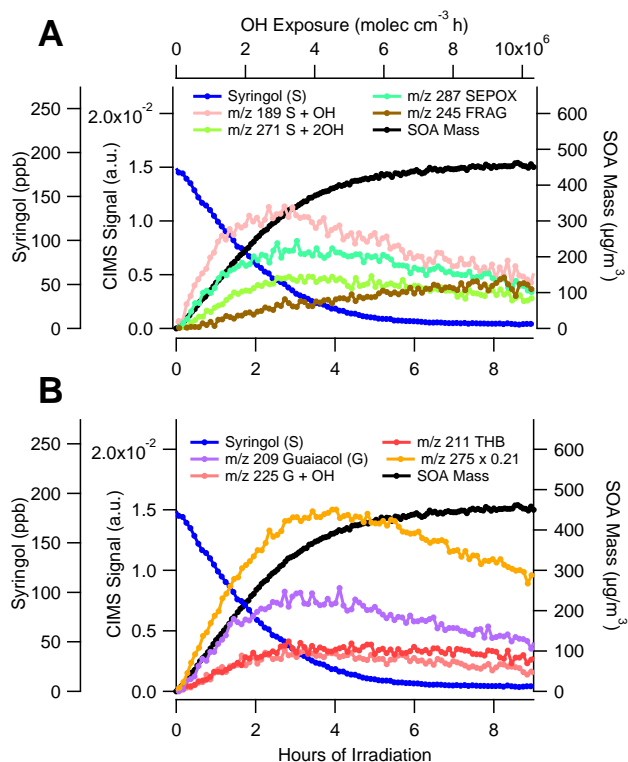 A
OH Exposure (molec cm-3 h)
0 2 4 6 8 10x10^6
Syringol (ppb)
250
200
150
100
50
0
CIMS Signal (a.u.)
2.0x10^-2
1.5
1.0
0.5
0.0
Syringol (S)
m/z 189 S + OH
m/z 271 S + 2OH
m/z 287 SEPOX
m/z 245 FRAG
SOA Mass
600
500
400
300
200
100
0
SOA Mass (µg/m3)
0 2 4 6 8
B
Syringol (ppb)
250
200
150
100
50
0
CIMS Signal (a.u.)
2.0x10^-2
1.5
1.0
0.5
0.0
Syringol (S)
m/z 209 Guaiacol (G)
m/z 225 G + OH
m/z 211 THB
m/z 275 x 0.21
SOA Mass
600
500
400
300
200
100
0
SOA Mass (µg/m3)
0 2 4 6 8
Hours of Irradiation